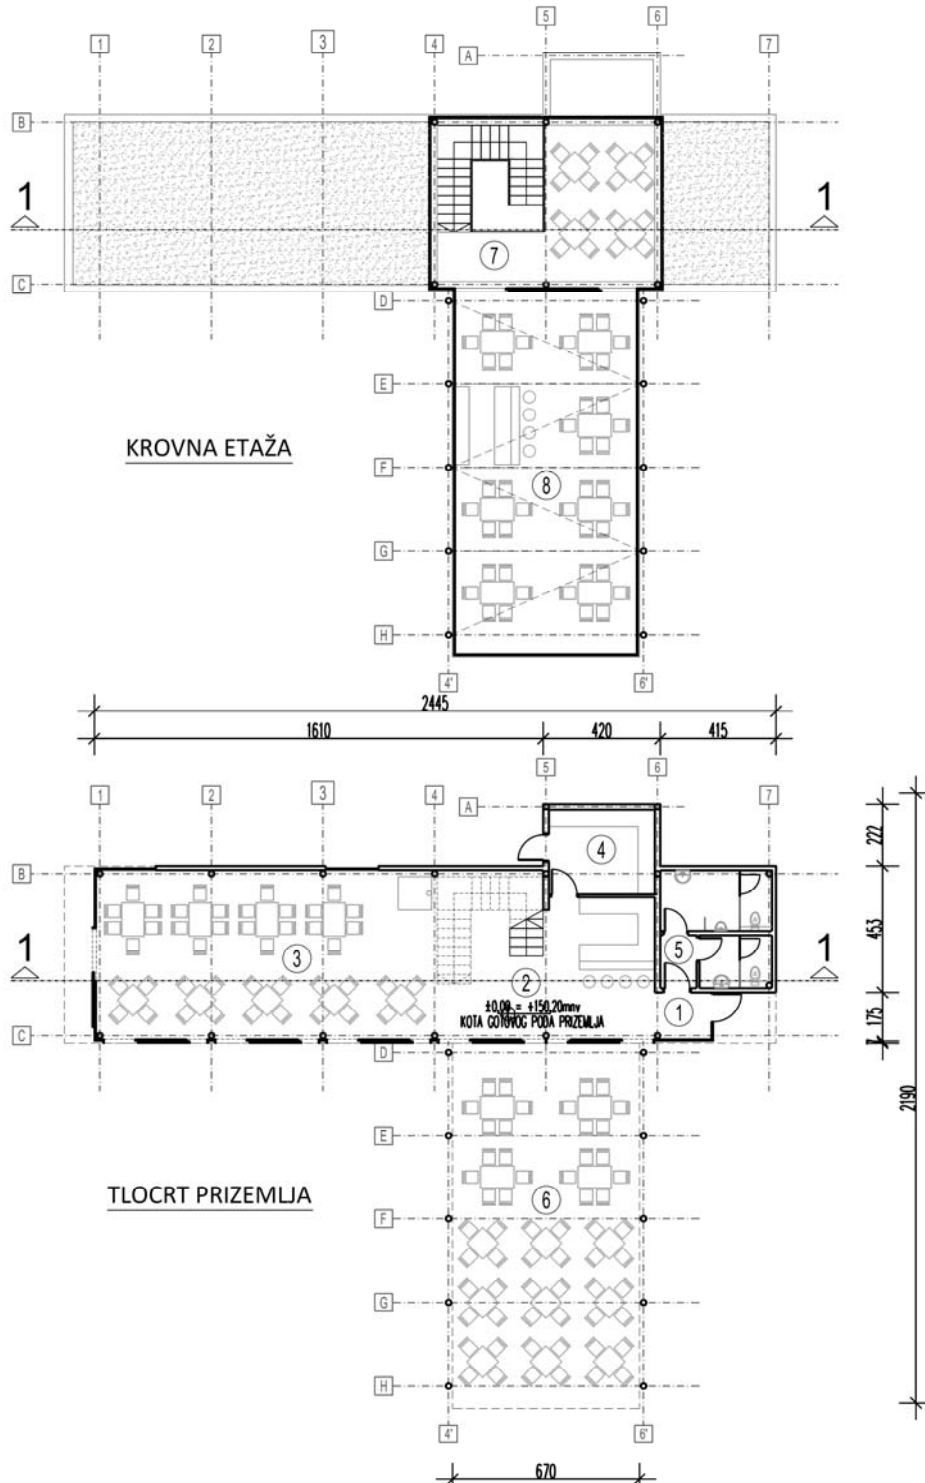 5
6
1
2
3
4
7
A
B
1
1
7
C
D
E
KROVNA ETAŽA
F
8
G
H
4'
6'
2445
1610
420
415
5
6
1
2
3
4
7
A
222
4
B
453
5
1
3
1
2
±0,00 = +150,20mnv
1
KOTA GOTOVOG PODA PRIZEMLJA
175
C
7
D
2190
E
TLOCRT PRIZEMLJA
6
F
G
H
4'
6'
670